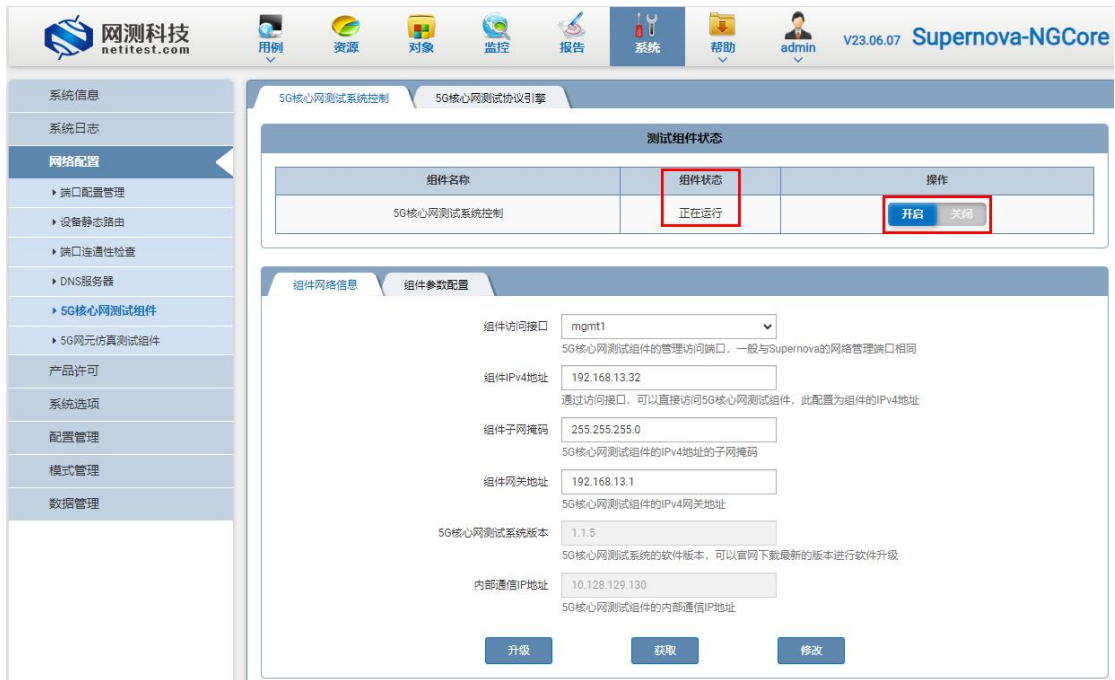 网测科技
netitest.com
用例
资源
对象
监控
报告
系统
帮助
admin
V23.06.07 Supernova-NGCore
系统信息
系统日志
网络配置
端口配置管理
设备静态路由
端口连通性检查
DNS服务器
5G核心网测试组件
5G网元仿真测试组件
产品许可
系统选项
配置管理
模式管理
数据管理
5G核心网测试系统控制 5G核心网测试协议引擎
测试组件状态
组件名称 组件状态 操作
5G核心网测试系统控制 正在运行 开启 关闭
组件网络信息 组件参数配置
组件访问接口 mgmt1
5G核心网测试组件的管理访问端口，一般与Supernova的网络管理端口相同
组件IPv4地址 192.168.13.32
通过访问接口，可以直接访问5G核心网测试组件，此配置为组件的IPv4地址
组件子网掩码 255.255.255.0
5G核心网测试组件的IPv4地址的子网掩码
组件网关地址 192.168.13.1
5G核心网测试组件的IPv4网关地址
5G核心网测试系统版本 1.1.5
5G核心网测试系统的软件版本，可以官网下载最新的版本进行软件升级
内部通信IP地址 10.128.129.130
5G核心网测试组件的内部通信IP地址
升级 获取 修改